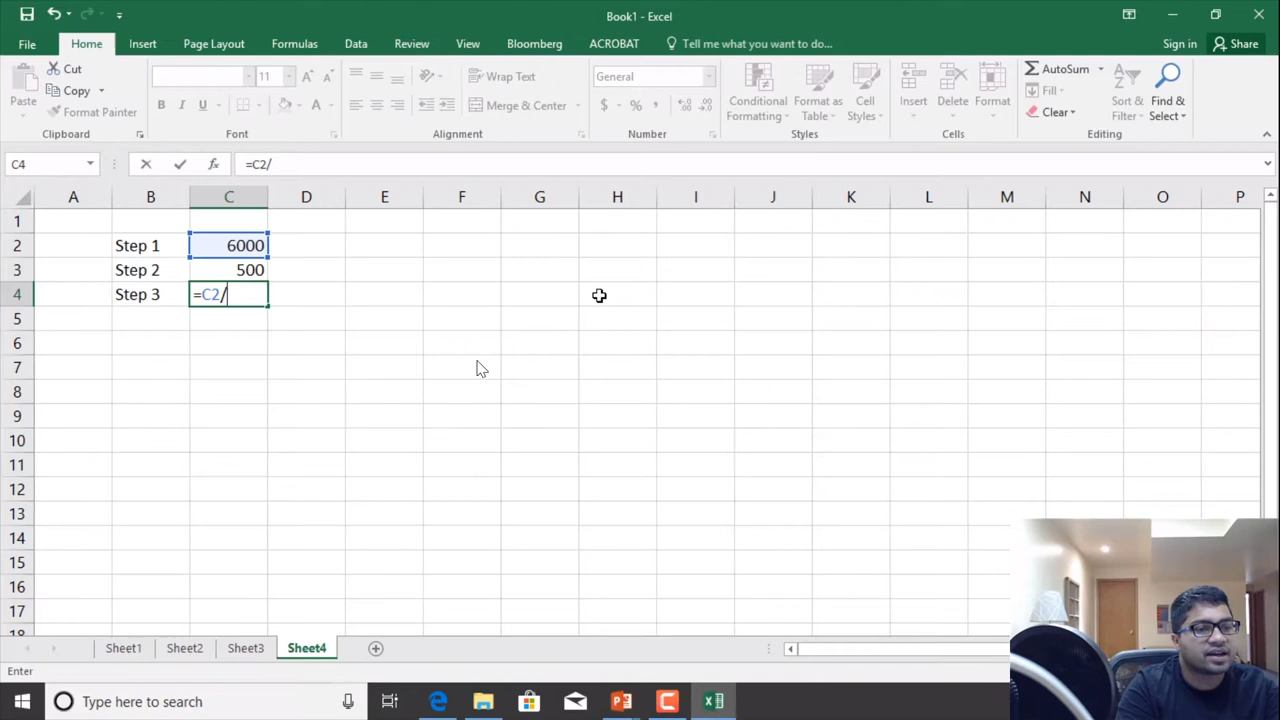 Book1 - Excel
File Home Insert Page Layout Formulas Data Review View Bloomberg ACROBAT Tell me what you want to do... Sign in Share
Paste Cut Copy Format Painter
11
B I U A A A
Wrap Text
Merge & Center
General
$ % ,
Conditional Formatting
Format as Table
Cell Styles
Insert Delete Format
AutoSum
Fill
Clear
Sort & Filter
Find & Select
Clipboard Font Alignment Number Styles Cells Editing
C4 fx =C2/
A B C D E F G H I J K L M N O P
1
2 Step 1 6000
3 Step 2 500
4 Step 3 =C2/
5
6
7
8
9
10
11
12
13
14
15
16
17
18
Sheet1 Sheet2 Sheet3 Sheet4
Enter
Type here to search